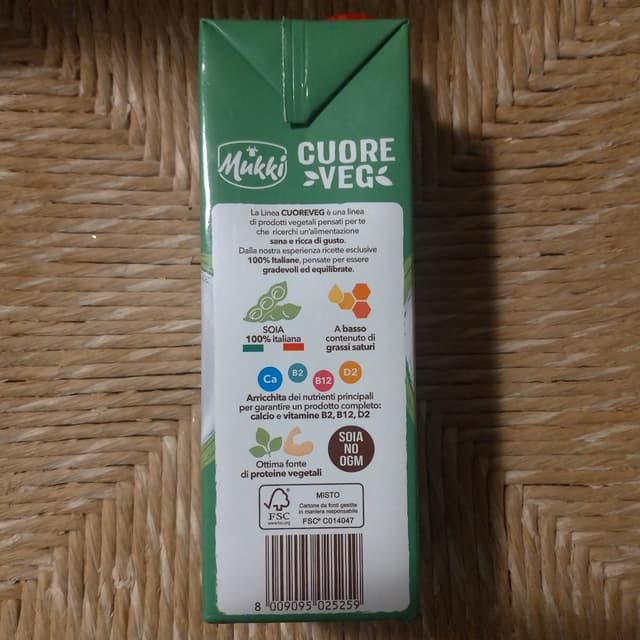 Mukki
CUORE
VEG
La Linea CUOREVEG è una linea
di prodotti vegetali pensati per te
che ricerchi un'alimentazione
sana e ricca di gusto.
Dalla nostra esperienza ricette esclusive
100% Italiane, pensate per essere
gradevoli ed equilibrate.
SOIA
100% italiana
A basso
contenuto di
grassi saturi
Ca
B2
B12
D2
Arricchita dei nutrienti principali
per garantire un prodotto completo:
calcio e vitamine B2, B12, D2
Ottima fonte
di proteine vegetali
SOIA
NO
OGM
FSC
www.fsc.org
MISTO
Cartone da fonti gestite
in maniera responsabile
FSC® C014047
8 009095 025259